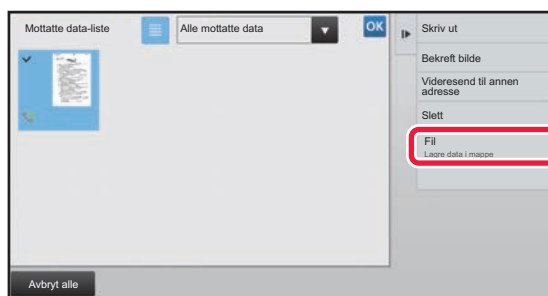 Mottatte data-liste
Alle mottatte data
OK
Skriv ut
Bekreft bilde
Videresend til annen
adresse
Slett
Fil
Lagre data i mappe
Avbryt alle